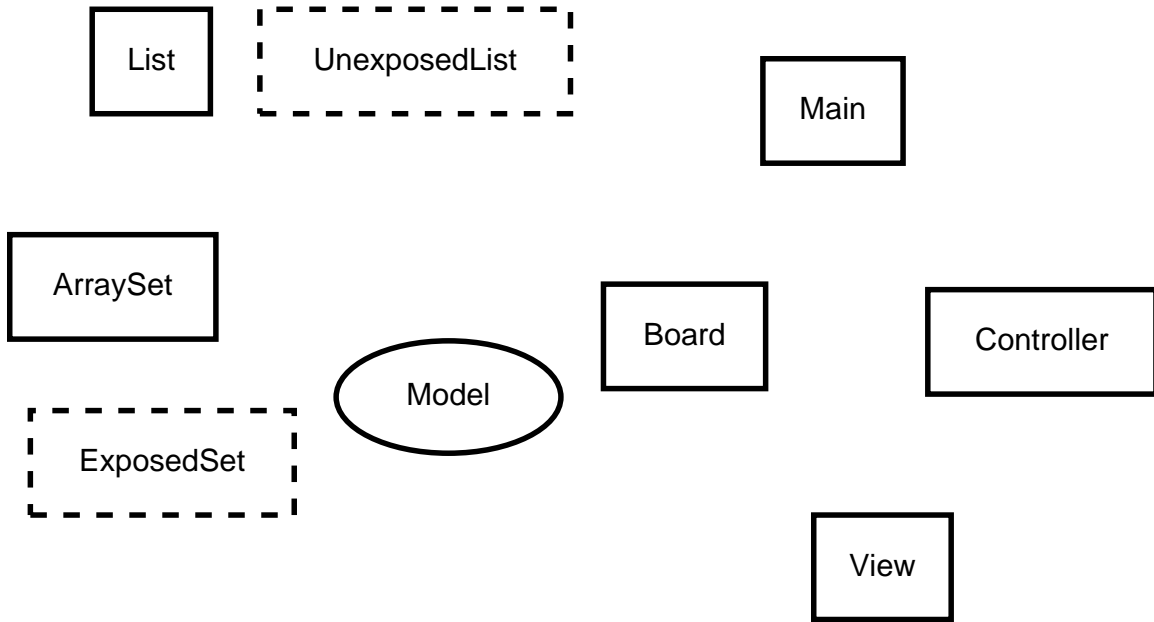 List
UnexposedList
Main
ArraySet
Board
Controller
Model
ExposedSet
View